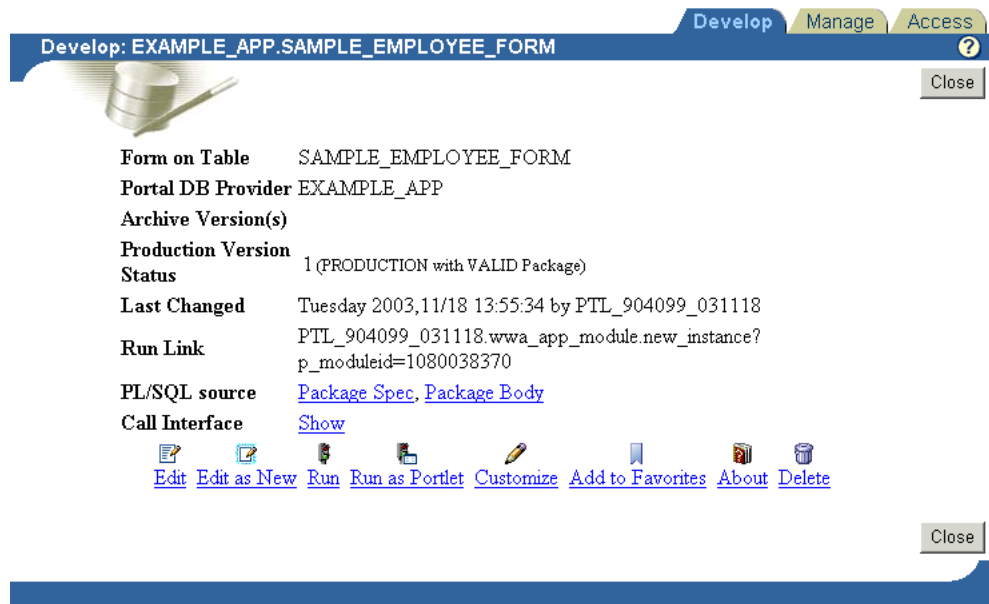 Develop Manage Access
Develop: EXAMPLE_APP.SAMPLE_EMPLOYEE_FORM ?
Close
Form on Table SAMPLE_EMPLOYEE_FORM
Portal DB Provider EXAMPLE_APP
Archive Version(s)
Production Version
Status 1 (PRODUCTION with VALID Package)
Last Changed Tuesday 2003,11/18 13:55:34 by PTL_904099_031118
Run Link PTL_904099_031118.wwa_app_module.new_instance?
p_moduleid=1080038370
PL/SQL source Package Spec, Package Body
Call Interface Show
Edit Edit as New Run Run as Portlet Customize Add to Favorites About Delete
Close